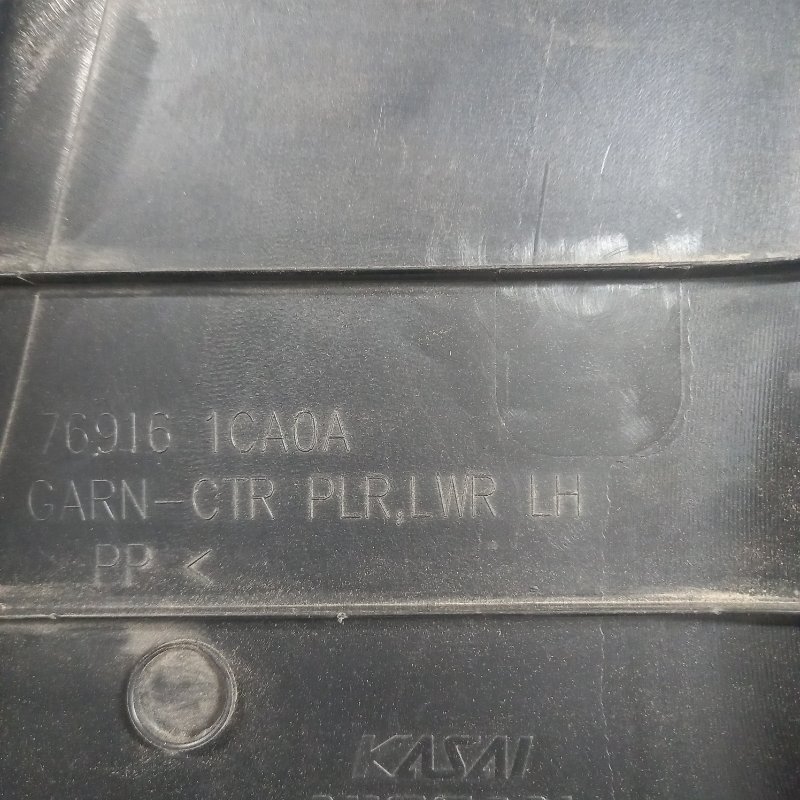 76916 1CA0A
GARN-CTR PLR,LWR LH
> PP <
KASAI